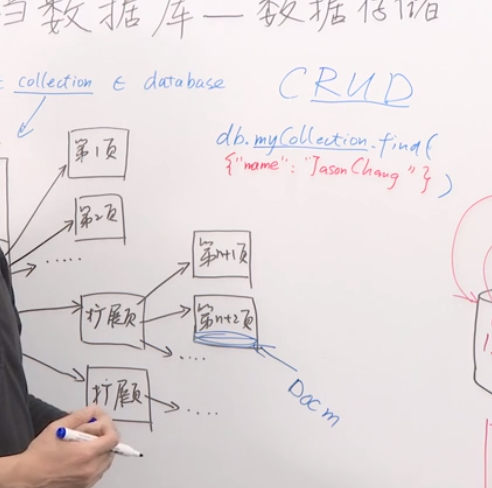 数据库—数据存储
∈ collection ∈ database
CRUD
db.myCollection.find(
{"name": "Jason Chang"}
)
第1页
第2页
......
第n+1页
扩展页
第n+2页
....
Docm
扩展页
....